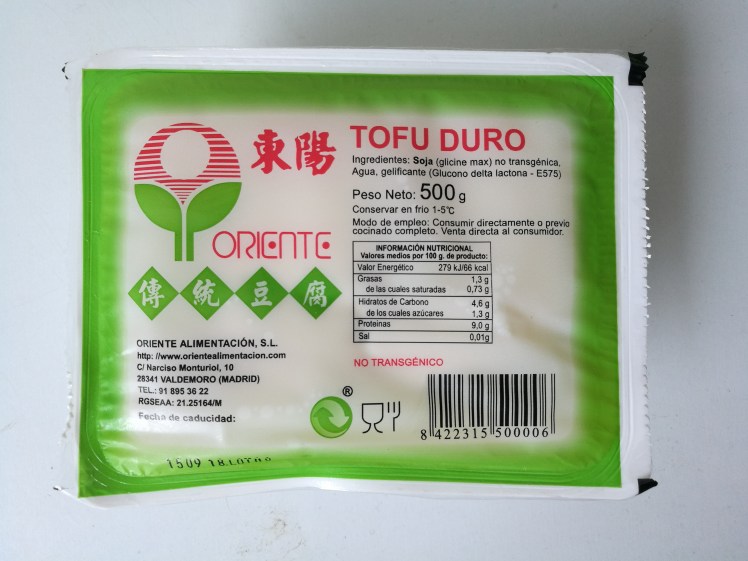 東陽
ORIENTE
傳統豆腐
TOFU DURO
Ingredientes: Soja (glicine max) no transgénica,
Agua, gelificante (Glucono delta lactona - E575)
Peso Neto: 500 g
Conservar en frio 1-5°C
Modo de empleo: Consumir directamente o previo
cocinado completo. Venta directa al consumidor.
INFORMACIÓN NUTRICIONAL
Valores medios por 100 g. de producto:
Valor Energético 279 kJ/66 kcal
Grasas 1,3 g
de las cuales saturadas 0,73 g
Hidratos de Carbono 4,6 g
de los cuales azúcares 1,3 g
Proteinas 9,0 g
Sal 0,01g
NO TRANSGÉNICO
ORIENTE ALIMENTACIÓN, S.L.
http: //www.orientealimentacion.com
C/ Narciso Monturiol, 10
28341 VALDEMORO (MADRID)
TEL.: 91 895 36 22
RGSEAA: 21.25164/M
Fecha de caducidad:
1509 18
®
8 422315 500006